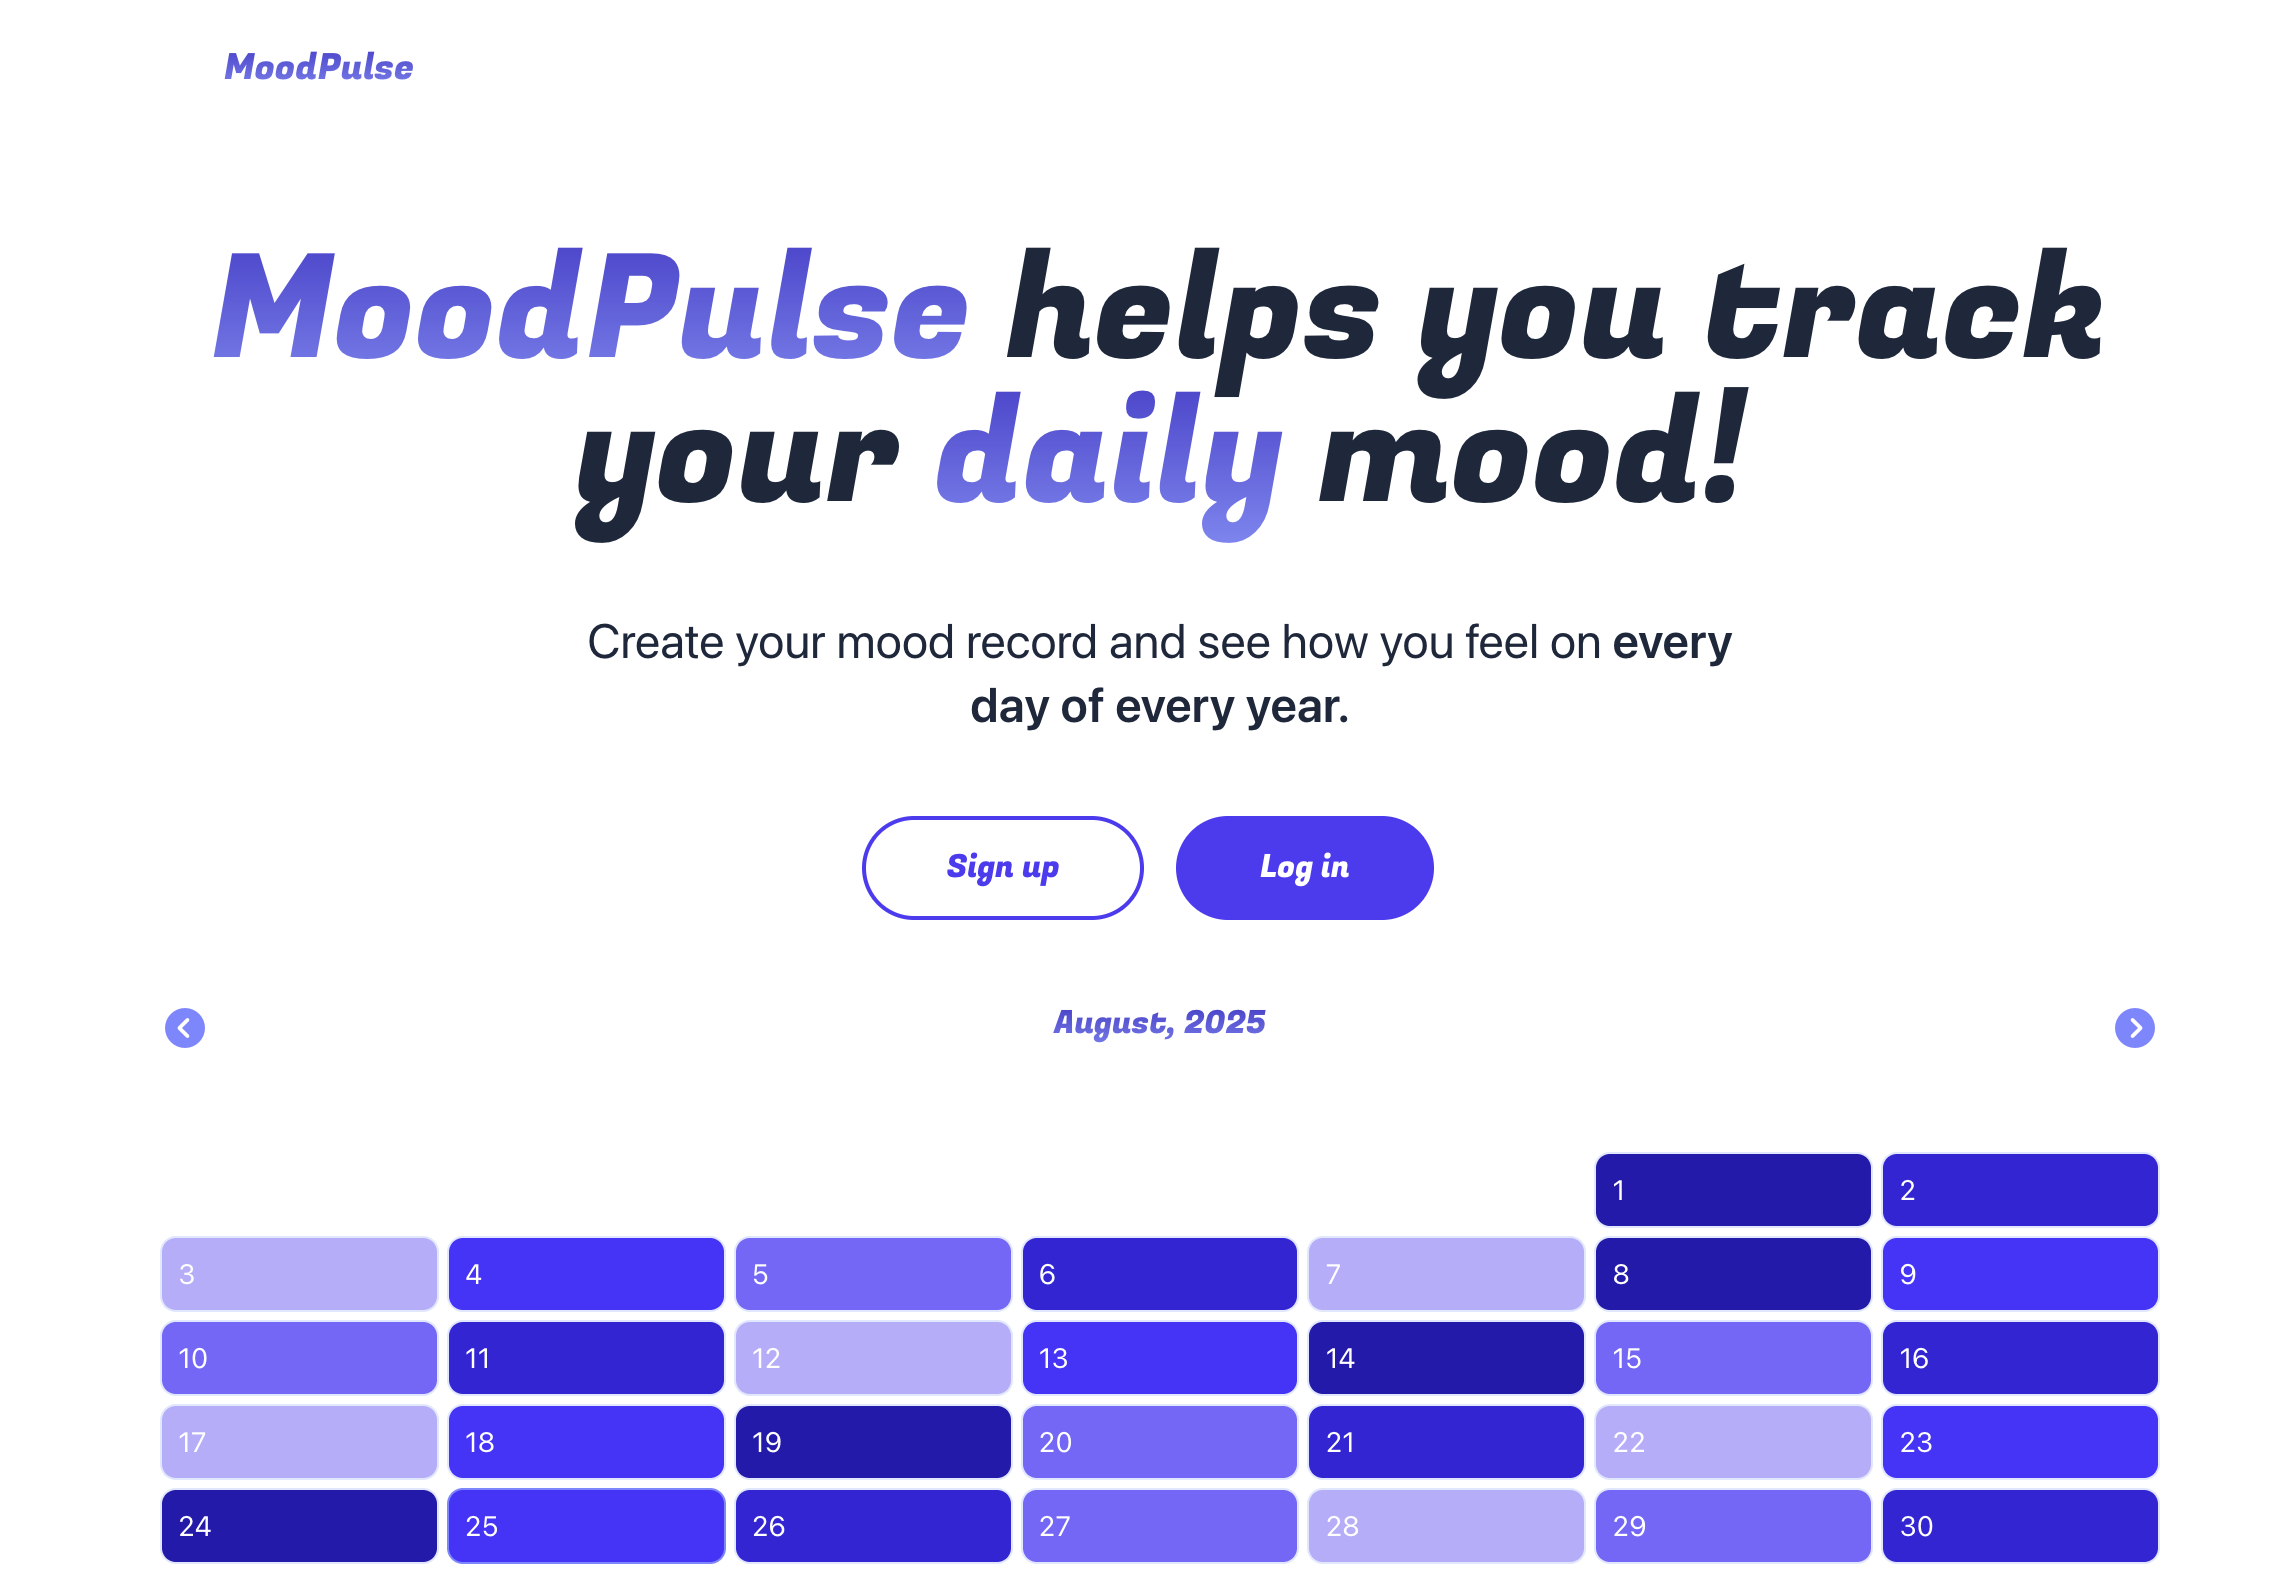 MoodPulse
MoodPulse helps you track
your daily mood!
Create your mood record and see how you feel on every
day of every year.
Sign up Log in
August, 2025
1 2
3 4 5 6 7 8 9
10 11 12 13 14 15 16
17 18 19 20 21 22 23
24 25 26 27 28 29 30